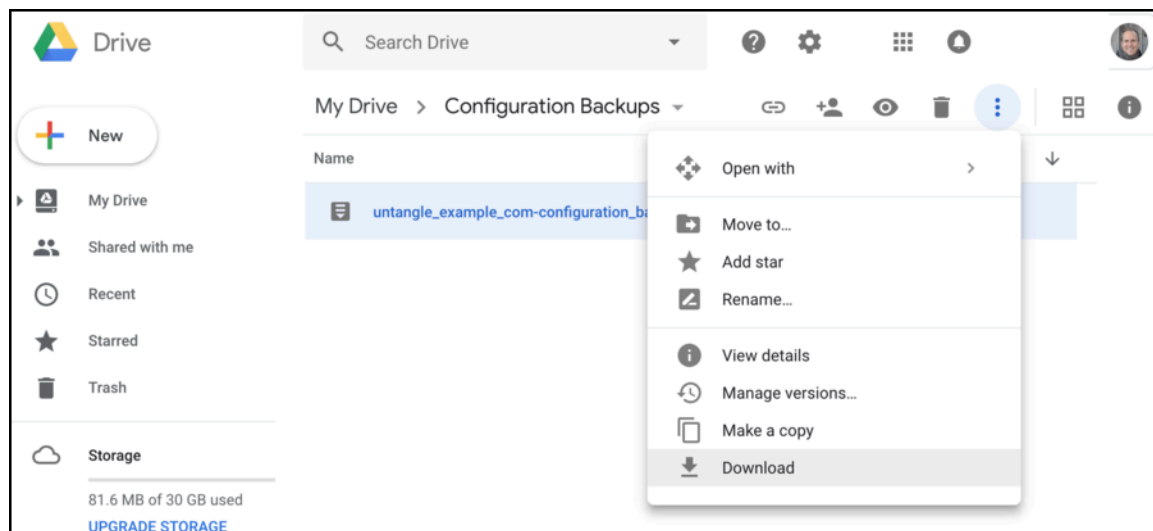 Drive
Search Drive
My Drive > Configuration Backups
New
Name
My Drive
Shared with me
Recent
Starred
Trash
Storage
81.6 MB of 30 GB used
UPGRADE STORAGE
untangle_example_com-configuration_ba
Open with
Move to...
Add star
Rename...
View details
Manage versions...
Make a copy
Download